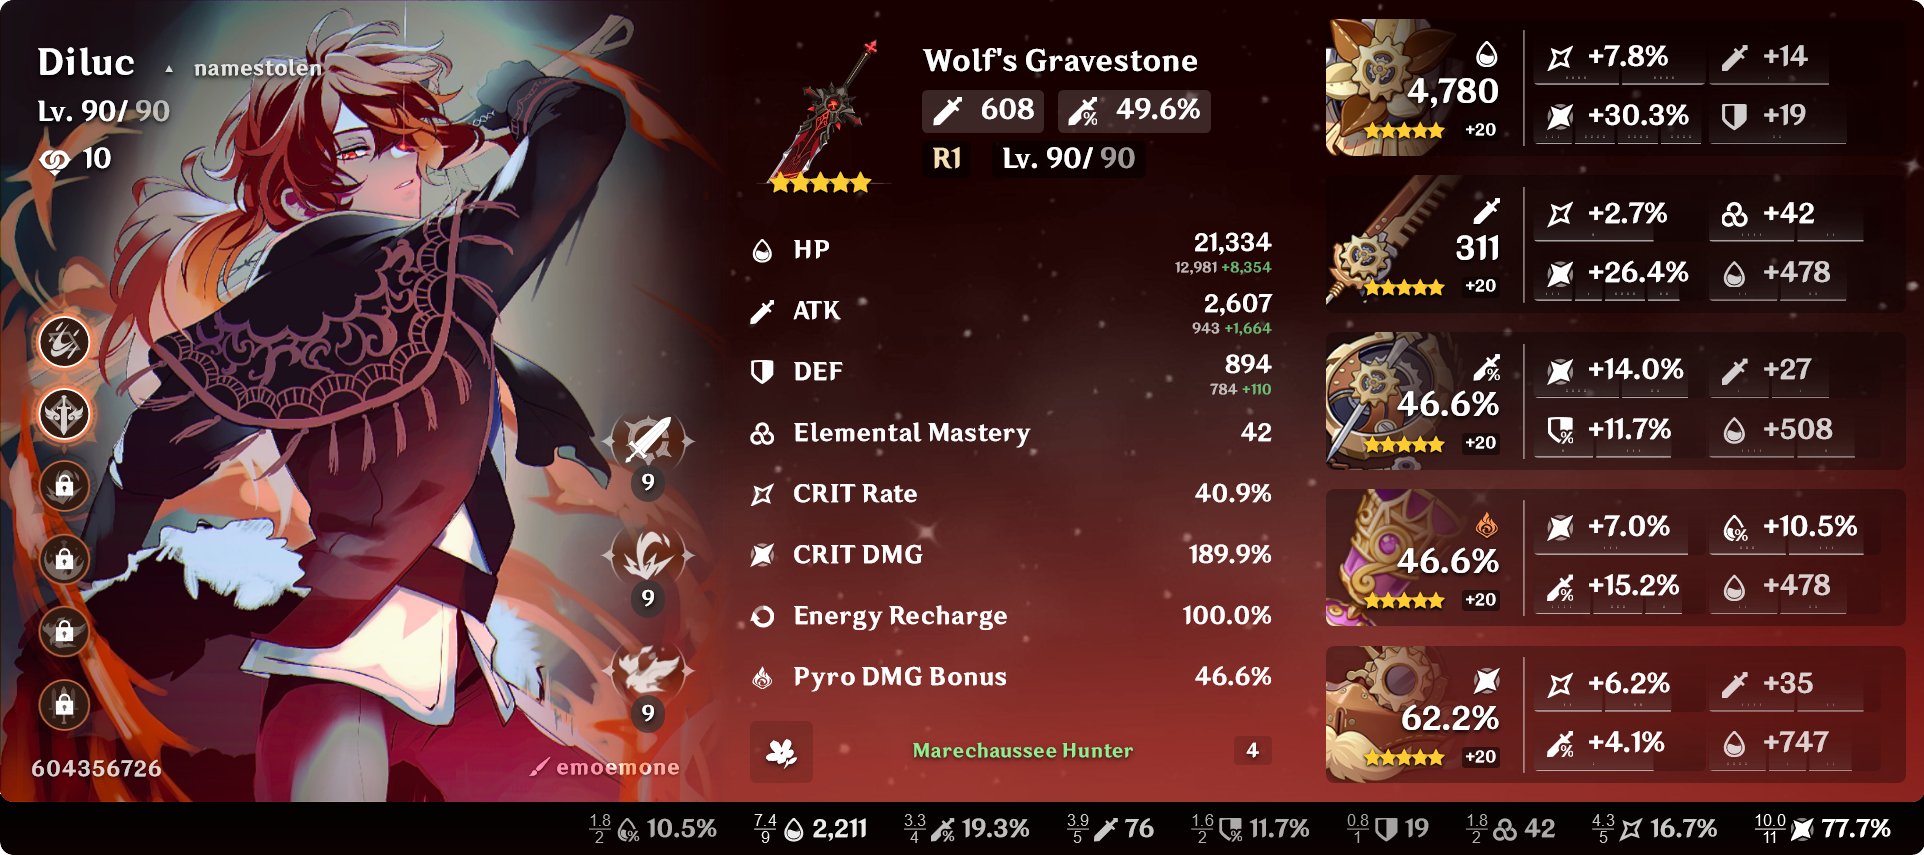 Diluc ▲ namestolen
Lv. 90/ 90
10
9
9
9
604356726
emoemone
Wolf's Gravestone
608 49.6%
R1 Lv. 90/ 90
HP 21,334
12,981 +8,354
ATK 2,607
943 +1,664
DEF 894
784 +110
Elemental Mastery 42
CRIT Rate 40.9%
CRIT DMG 189.9%
Energy Recharge 100.0%
Pyro DMG Bonus 46.6%
Marechaussee Hunter 4
4,780
+20
+7.8% +14
+30.3% +19
311
+20
+2.7% +42
+26.4% +478
46.6%
+20
+14.0% +27
+11.7% +508
46.6%
+20
+7.0% +10.5%
+15.2% +478
62.2%
+20
+6.2% +35
+4.1% +747
1.8/2 10.5% 7.4/9 2,211 3.3/4 19.3% 3.9/5 76 1.6/2 11.7% 0.8/1 19 1.8/2 42 4.3/5 16.7% 10.0/11 77.7%